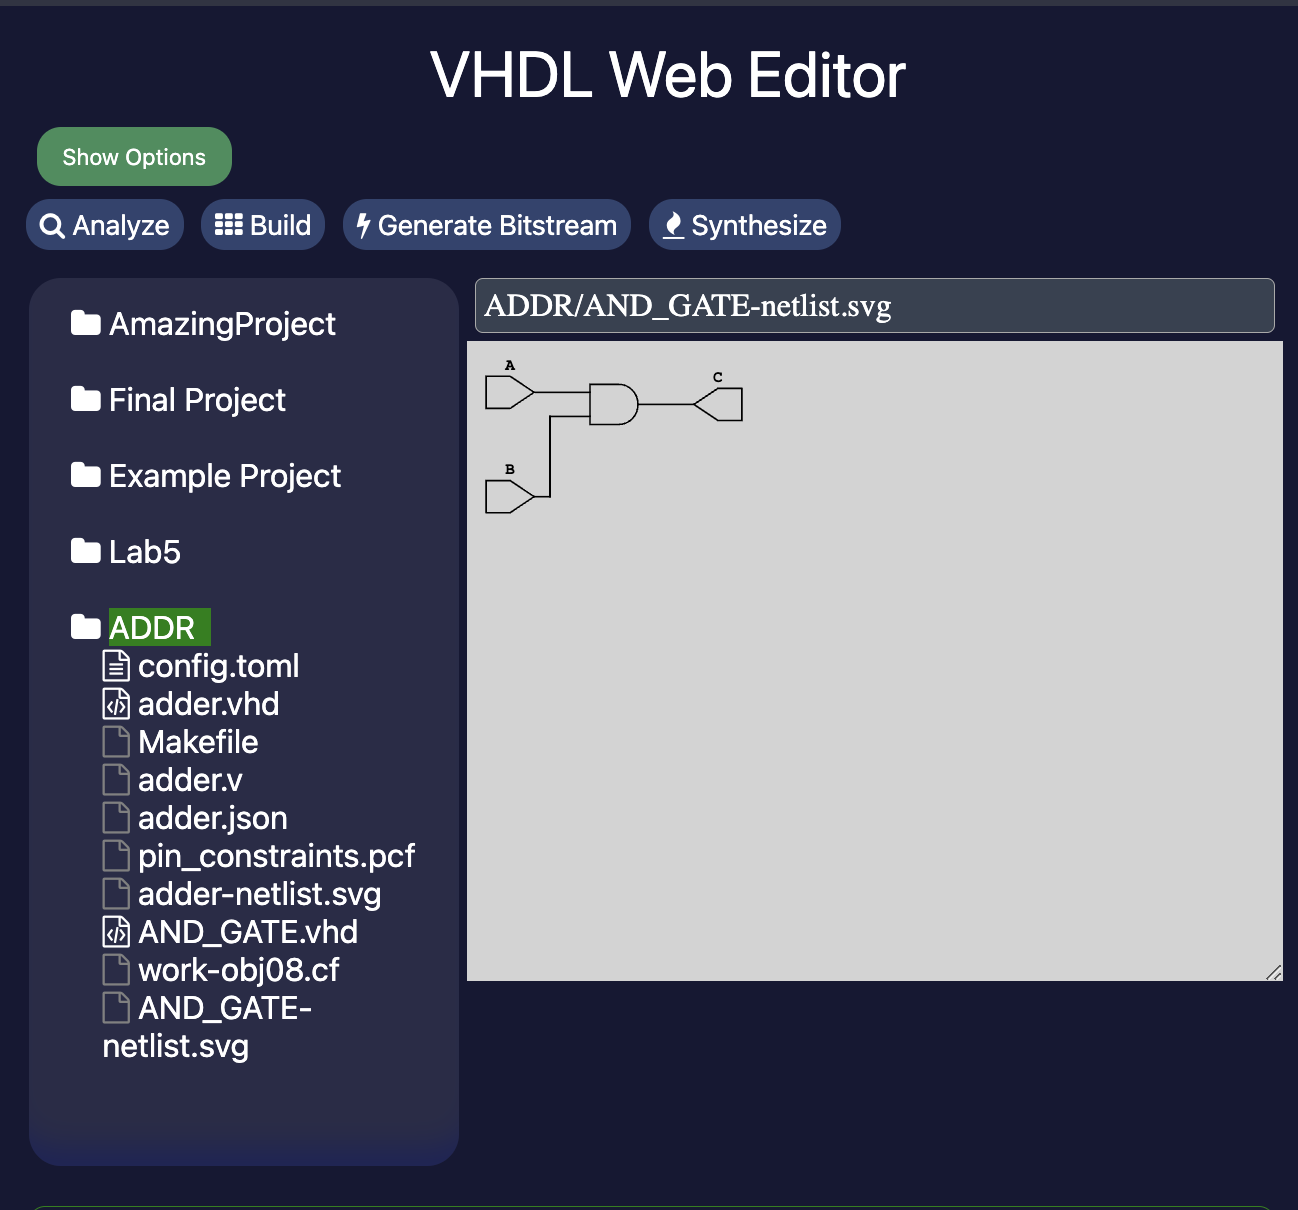 VHDL Web Editor
Show Options
Analyze
Build
Generate Bitstream
Synthesize
AmazingProject
Final Project
Example Project
Lab5
ADDR
config.toml
adder.vhd
Makefile
adder.v
adder.json
pin_constraints.pcf
adder-netlist.svg
AND_GATE.vhd
work-obj08.cf
AND_GATE-
netlist.svg
ADDR/AND_GATE-netlist.svg
A
C
B